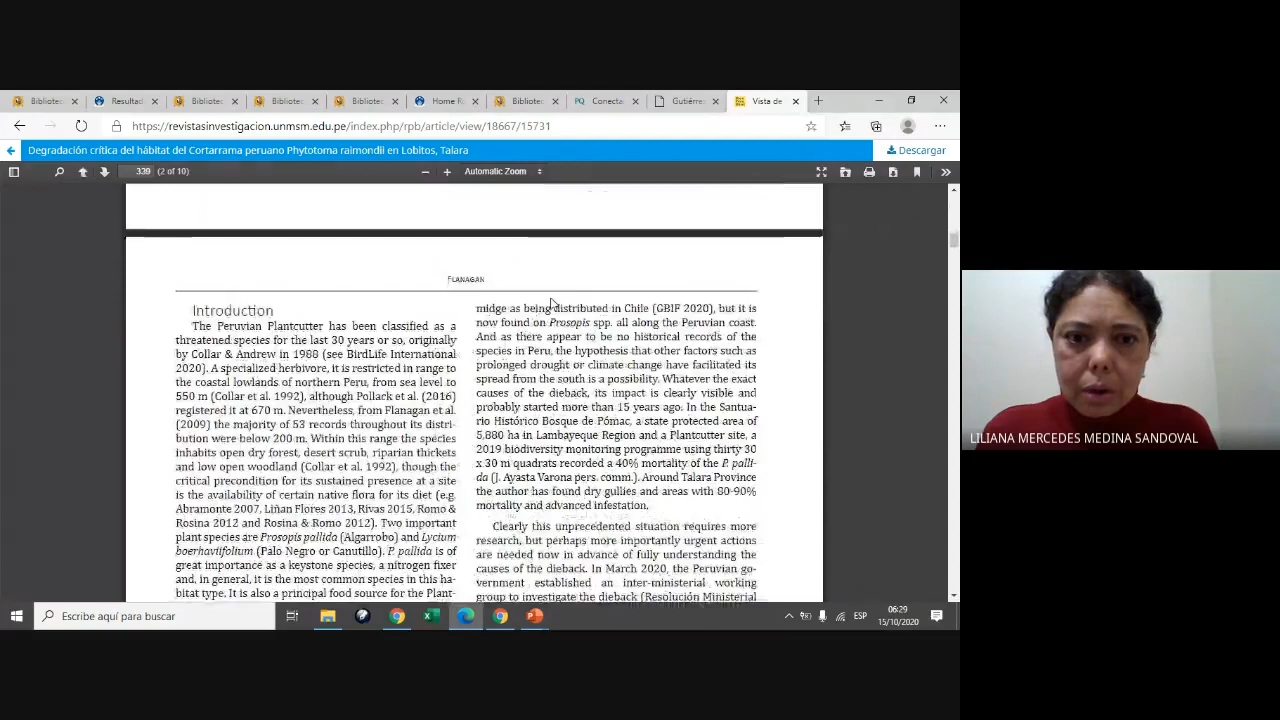 Bibliotec
Resultad
Bibliotec
Bibliotec
Bibliotec
Home R
Bibliotec
PQ
Conectar
Gutiérre
Vista de
https://revistasinvestigacion.unmsm.edu.pe/index.php/rpb/article/view/18667/15731
Degradación crítica del hábitat del Cortarrama peruano Phytotoma raimondii en Lobitos, Talara
Descargar
339 (2 of 10)
Automatic Zoom
FLANAGAN
Introduction
The Peruvian Plantcutter has been classified as a
threatened species for the last 30 years or so, originally
by Collar & Andrew in 1988 (see BirdLife International
2020). A specialized herbivore, it is restricted in range to
the coastal lowlands of northern Peru, from sea level to
550 m (Collar et al. 1992), although Pollack et al. (2016)
registered it at 670 m. Nevertheless, from Flanagan et al.
(2009) the majority of 53 records throughout its distri-
bution were below 200 m. Within this range the species
inhabits open dry forest, desert scrub, riparian thickets
and low open woodland (Collar et al. 1992), though the
critical precondition for its sustained presence at a site
is the availability of certain native flora for its diet (e.g.
Abramonte 2007, Liñan Flores 2013, Rivas 2015, Romo &
Rosina 2012 and Rosina & Romo 2012). Two important
plant species are Prosopis pallida (Algarrobo) and Lycium
boerhaviifolium (Palo Negro or Canutillo). P. pallida is of
great importance as a keystone species, a nitrogen fixer
and, in general, it is the most common species in this ha-
bitat type. It is also a principal food source for the Plant-
midge as being distributed in Chile (GBIF 2020), but it is
now found on Prosopis spp. all along the Peruvian coast.
And as there appear to be no historical records of the
species in Peru, the hypothesis that other factors such as
prolonged drought or climate change have facilitated its
spread from the south is a possibility. Whatever the exact
causes of the dieback, its impact is clearly visible and
probably started more than 15 years ago. In the Santua-
rio Histórico Bosque de Pómac, a state protected area of
5,880 ha in Lambayeque Region and a Plantcutter site, a
2019 biodiversity monitoring programme using thirty 30
x 30 m quadrats recorded a 40% mortality of the P. palli-
da (J. Ayasta Varona pers. comm.). Around Talara Province
the author has found dry gullies and areas with 80-90%
mortality and advanced infestation.
Clearly this unprecedented situation requires more
research, but perhaps more importantly urgent actions
are needed now in advance of fully understanding the
causes of the dieback. In March 2020, the Peruvian go-
vernment established an inter-ministerial working
group to investigate the dieback (Resolución Ministerial
LILIANA MERCEDES MEDINA SANDOVAL
Escribe aquí para buscar
ESP
06:29
15/10/2020